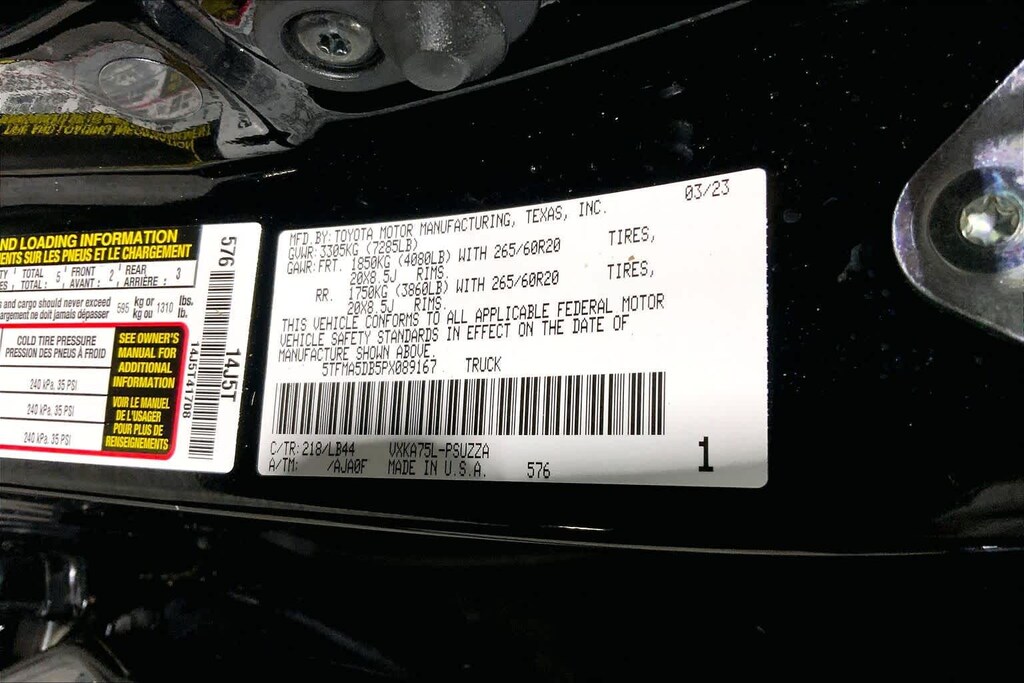 ND LOADING INFORMATION
MENTS SUR LES PNEUS ET LE CHARGEMENT
TOTAL 5 FRONT 2 REAR 3
TOTAL: AVANT: ARRIÈRE:
s and cargo should never exceed 595 kg or 1310 lbs.
argement ne doit jamais dépasser kg ou lb.
COLD TIRE PRESSURE
PRESSION DES PNEUS À FROID
240 kPa, 35 PSI
240 kPa, 35 PSI
240 kPa, 35 PSI
SEE OWNER'S
MANUAL FOR
ADDITIONAL
INFORMATION
VOIR LE MANUEL
DE L'USAGER
POUR PLUS DE
RENSEIGNEMENTS
576
14J5T41708
14J5T
03/23
MFD BY: TOYOTA MOTOR MANUFACTURING, TEXAS, INC.
GVWR: 3305KG (7285LB)
GAWR: FRT. 1850KG (4080LB) WITH 265/60R20 TIRES,
20X8.5J RIMS.
RR. 1750KG (3860LB) WITH 265/60R20 TIRES,
20X8.5J RIMS.
THIS VEHICLE CONFORMS TO ALL APPLICABLE FEDERAL MOTOR
VEHICLE SAFETY STANDARDS IN EFFECT ON THE DATE OF
MANUFACTURE SHOWN ABOVE.
5TFMA5DB5PX089167 TRUCK
C/TR: 218/LB44 VXKA75L-PSUZZA
A/TM: /AJA0F MADE IN U.S.A. 576 1